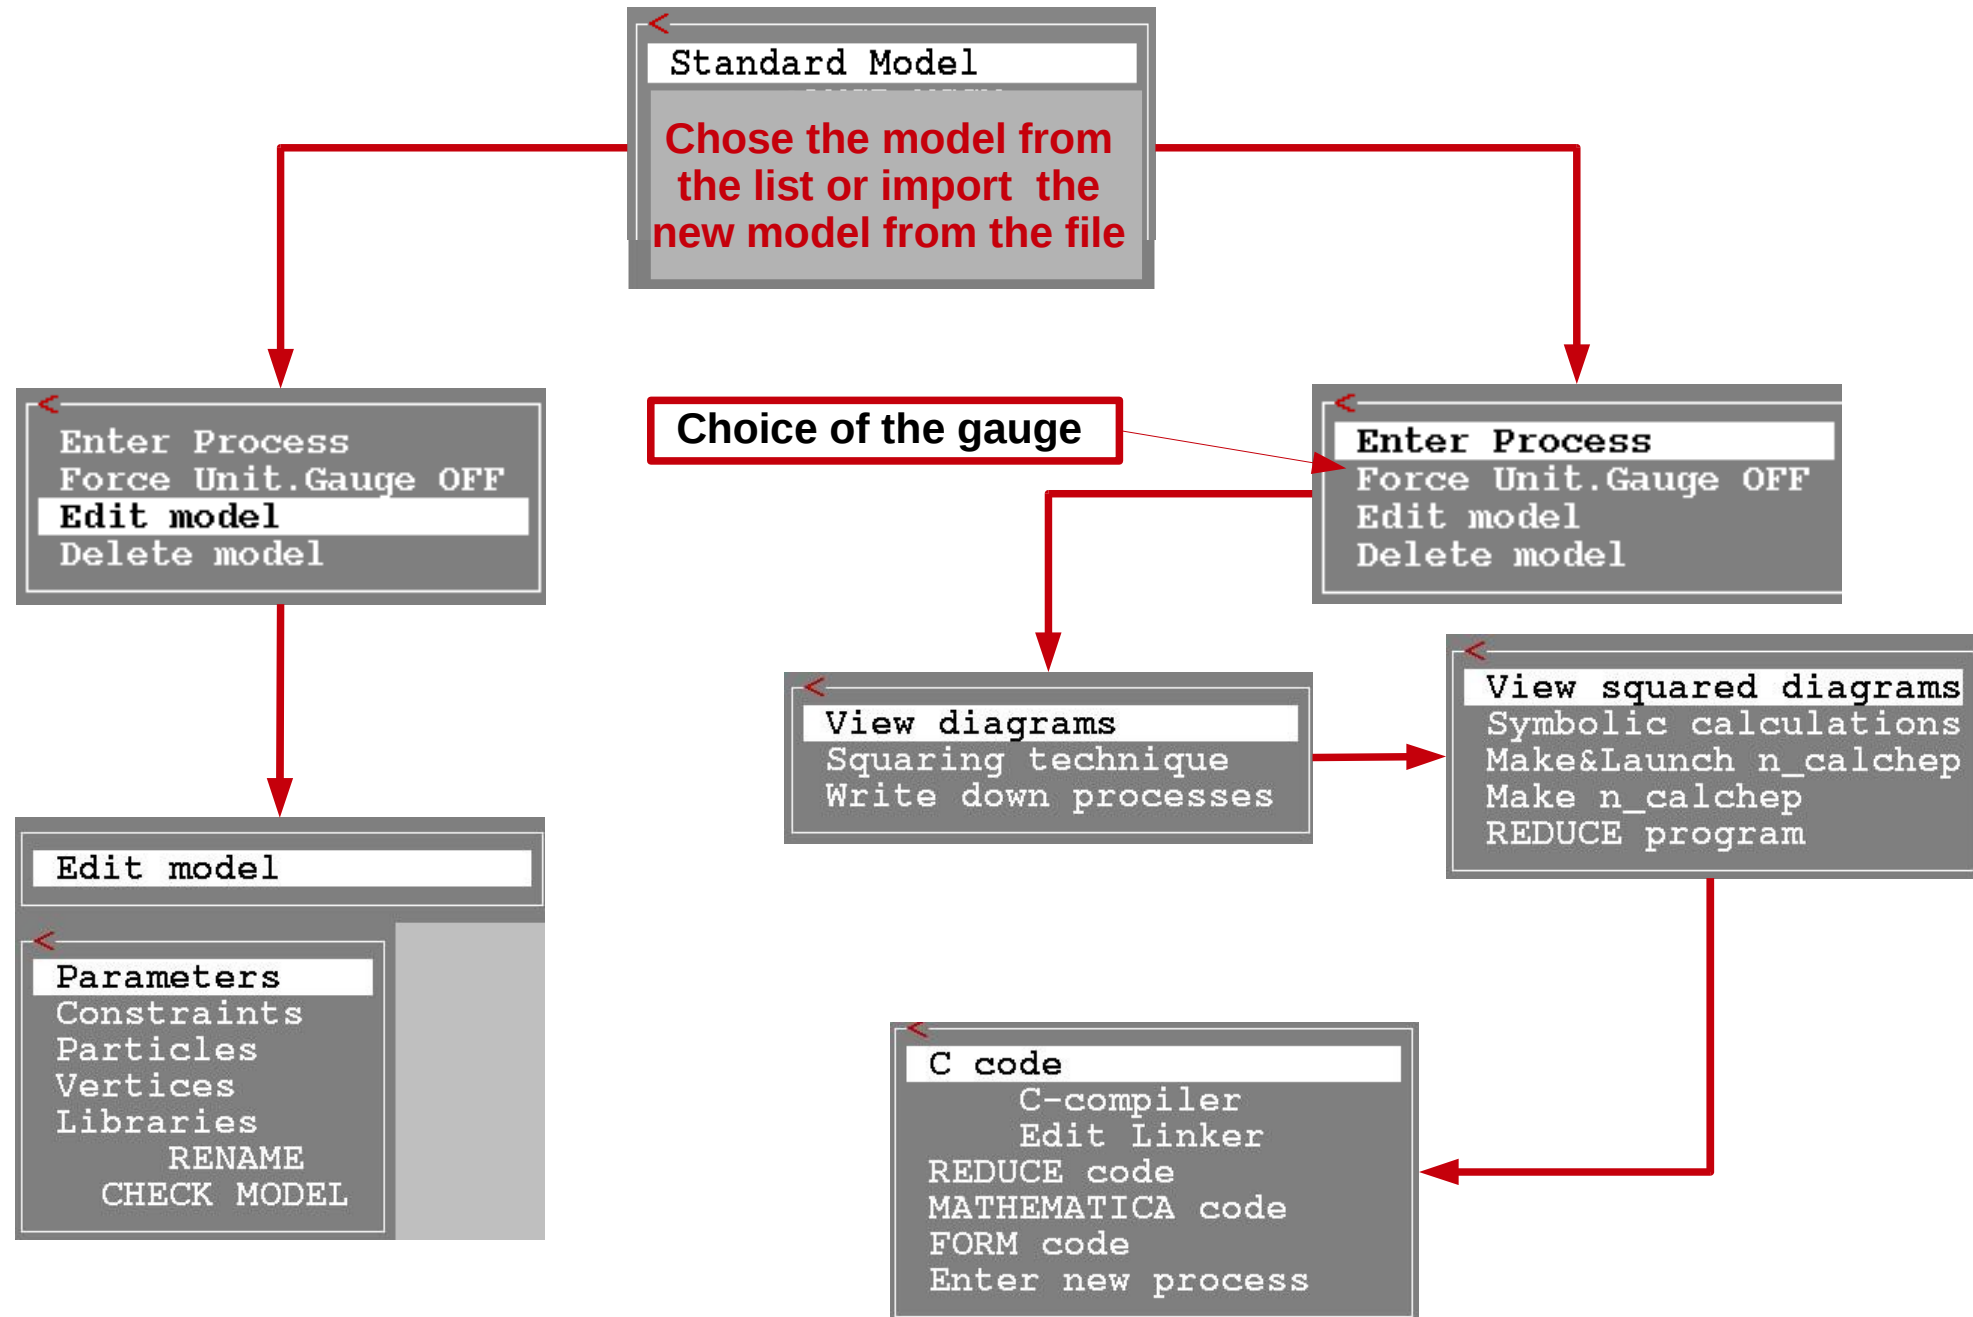 Standard Model
Chose the model from
the list or import the
new model from the file
Enter Process
Force Unit.Gauge OFF
Edit model
Delete model
Choice of the gauge
Enter Process
Force Unit.Gauge OFF
Edit model
Delete model
View diagrams
Squaring technique
Write down processes
View squared diagrams
Symbolic calculations
Make&Launch n_calchep
Make n_calchep
REDUCE program
Edit model
Parameters
Constraints
Particles
Vertices
Libraries
RENAME
CHECK MODEL
C code
C-compiler
Edit Linker
REDUCE code
MATHEMATICA code
FORM code
Enter new process